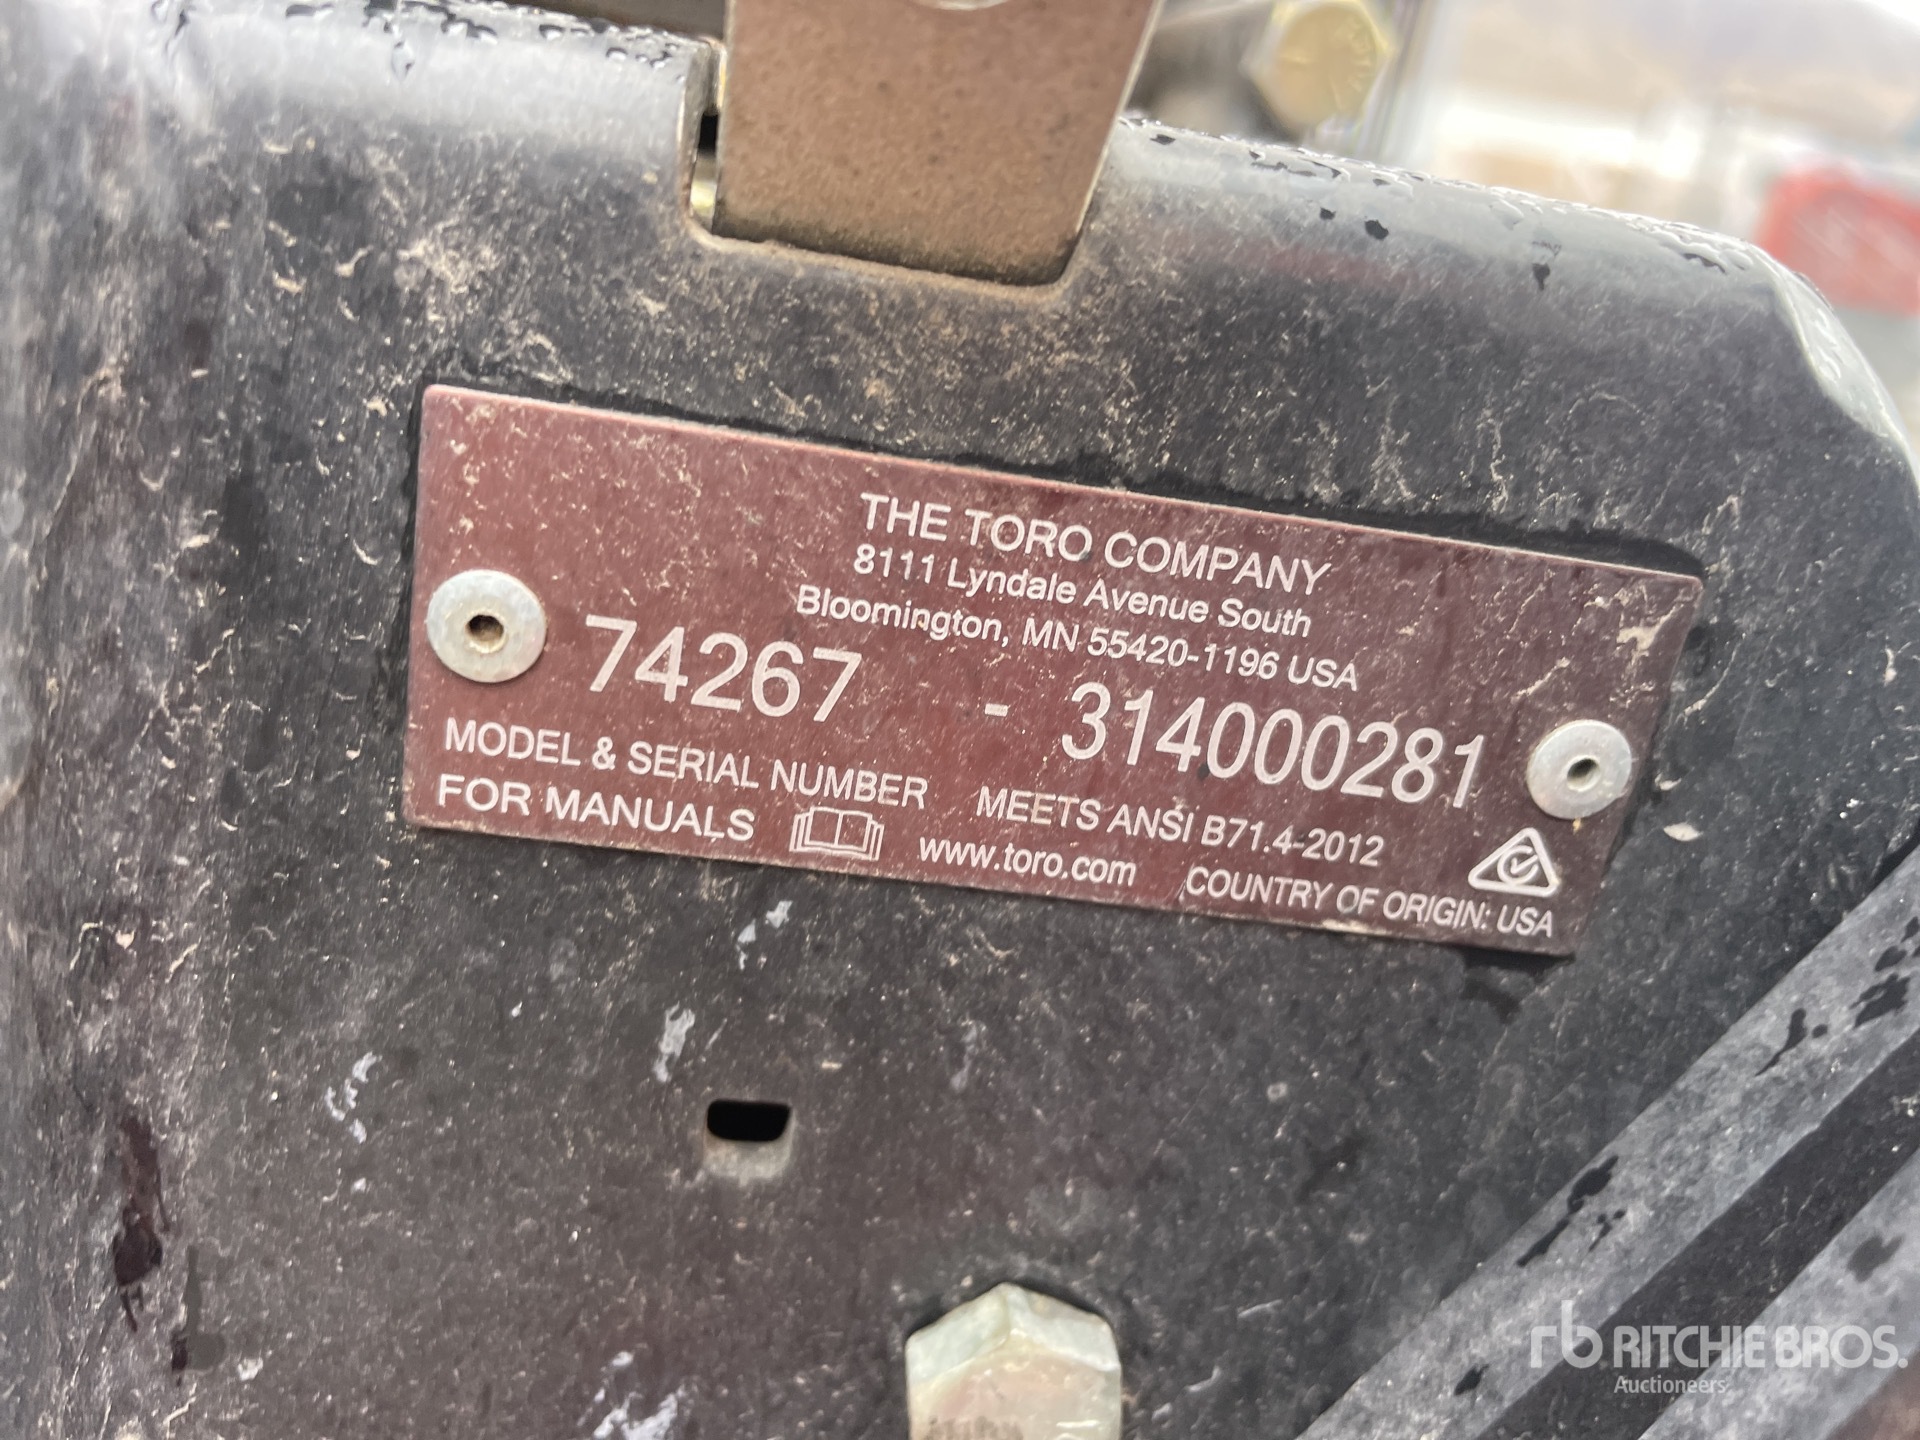 THE TORO COMPANY
8111 Lyndale Avenue South
Bloomington, MN 55420-1196 USA
74267 - 314000281
MODEL & SERIAL NUMBER MEETS ANSI B71.4-2012
FOR MANUALS www.toro.com COUNTRY OF ORIGIN: USA
rb RITCHIE BROS.
Auctioneers